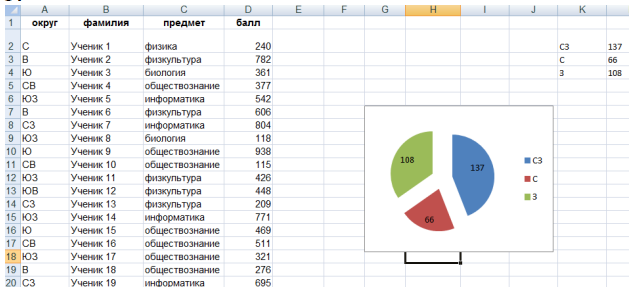 A B C D E F G H I J K
1 округ фамилия предмет балл
2 С Ученик 1 физика 240 СЗ 137
3 В Ученик 2 физкультура 782 С 66
4 Ю Ученик 3 биология 361 З 108
5 СВ Ученик 4 обществознание 377
6 ЮЗ Ученик 5 информатика 542
7 В Ученик 6 физкультура 606
8 СЗ Ученик 7 информатика 804
9 ЮЗ Ученик 8 биология 118
10 Ю Ученик 9 обществознание 938
11 СВ Ученик 10 обществознание 115
12 ЮЗ Ученик 11 физкультура 426
13 ЮВ Ученик 12 физкультура 448
14 СЗ Ученик 13 физкультура 209
15 ЮЗ Ученик 14 информатика 771
16 Ю Ученик 15 обществознание 469
17 СВ Ученик 16 обществознание 511
18 ЮЗ Ученик 17 обществознание 321
19 В Ученик 18 обществознание 276
20 СЗ Ученик 19 информатика 695
108 137 66
СЗ
С
З